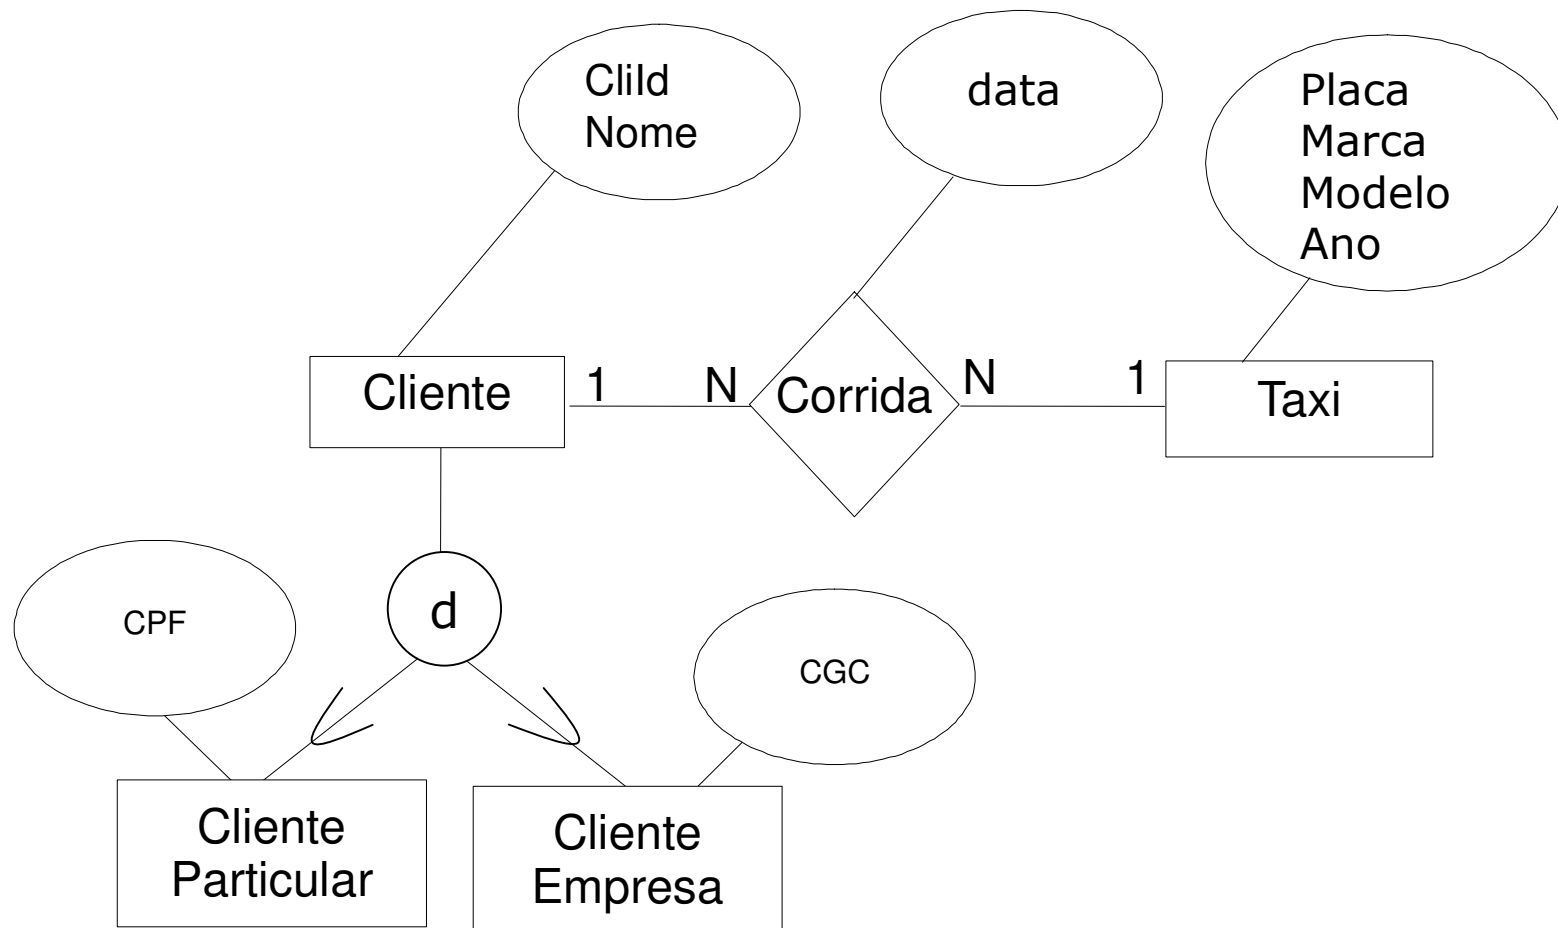 CliId
Nome
data
Placa
Marca
Modelo
Ano
Cliente
1
N
Corrida
N
1
Taxi
CPF
d
CGC
Cliente
Particular
Cliente
Empresa